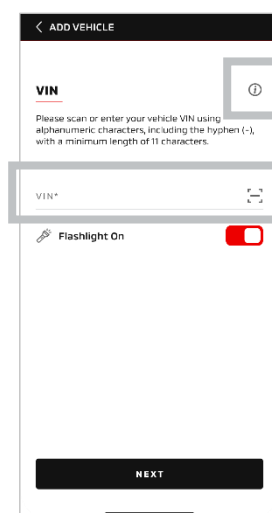 ADD VEHICLE
VIN
Please scan or enter your vehicle VIN using
alphanumeric characters, including the hyphen (-),
with a minimum length of 11 characters.
VIN*
Flashlight On
NEXT